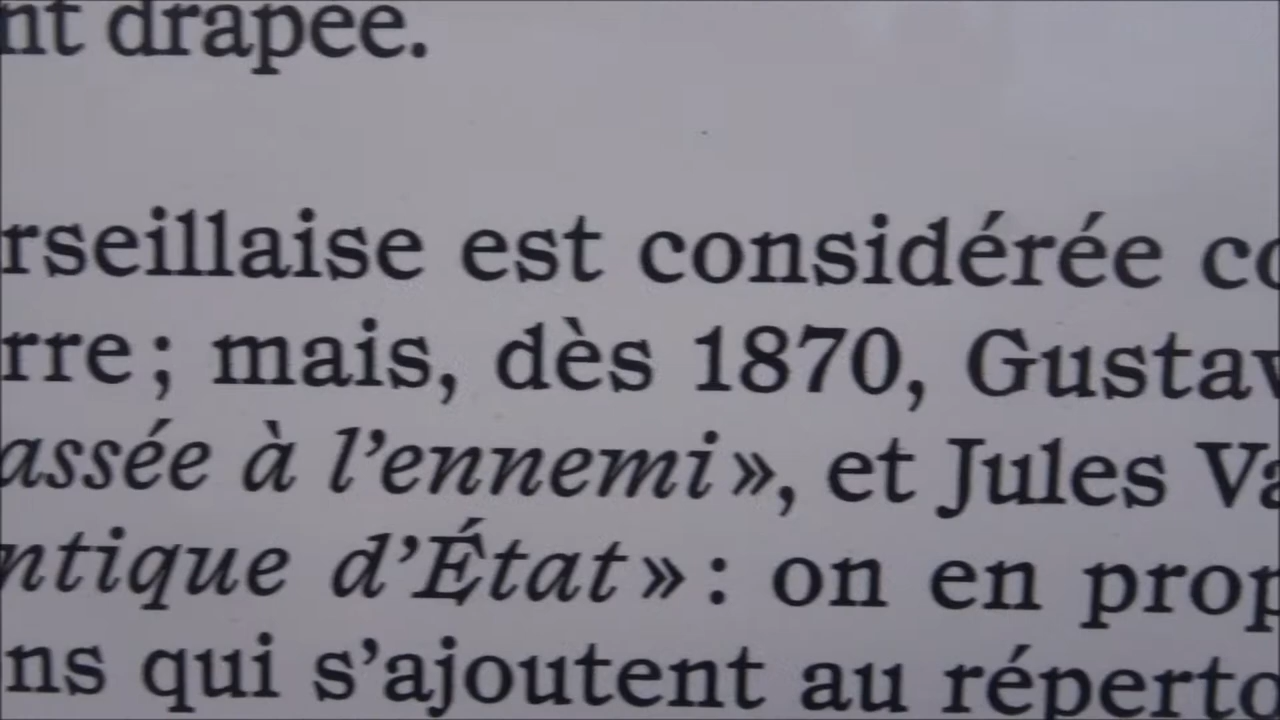 nt drapée.
rseillaise est considérée co
rre ; mais, dès 1870, Gustav
assée à l'ennemi », et Jules Va
ntique d'État » : on en prop
ns qui s'ajoutent au réperto